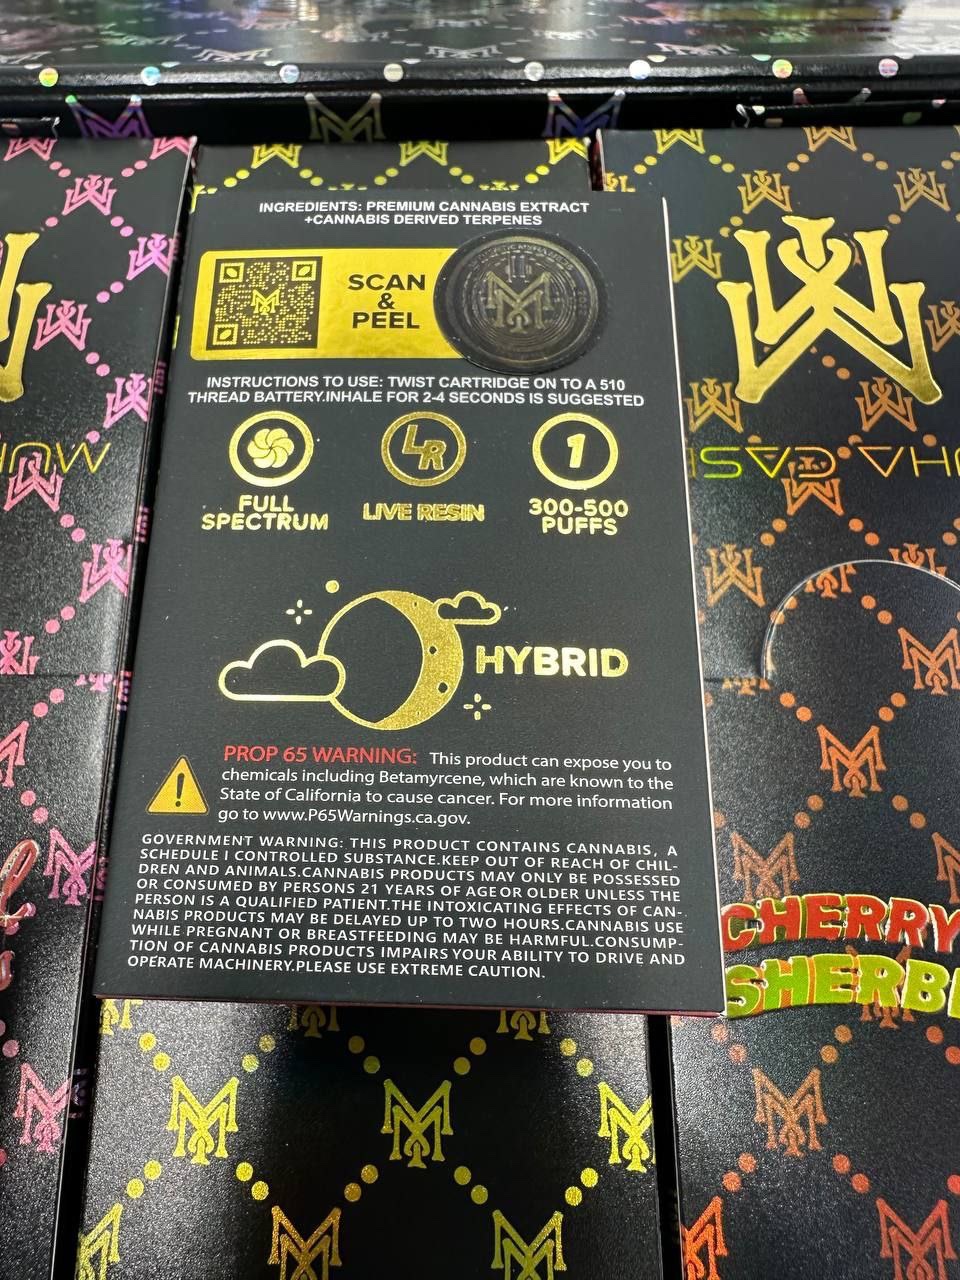 INGREDIENTS: PREMIUM CANNABIS EXTRACT
+CANNABIS DERIVED TERPENES
SCAN
&
PEEL
INSTRUCTIONS TO USE: TWIST CARTRIDGE ON TO A 510
THREAD BATTERY.INHALE FOR 2-4 SECONDS IS SUGGESTED
LR
1
FULL
SPECTRUM
LIVE RESIN
300-500
PUFFS
HYBRID
PROP 65 WARNING: This product can expose you to
chemicals including Betamyrcene, which are known to the
State of California to cause cancer. For more information
go to www.P65Warnings.ca.gov.
GOVERNMENT WARNING: THIS PRODUCT CONTAINS CANNABIS, A
SCHEDULE I CONTROLLED SUBSTANCE.KEEP OUT OF REACH OF CHIL-
DREN AND ANIMALS.CANNABIS PRODUCTS MAY ONLY BE POSSESSED
OR CONSUMED BY PERSONS 21 YEARS OF AGE OR OLDER UNLESS THE
PERSON IS A QUALIFIED PATIENT.THE INTOXICATING EFFECTS OF CAN-
NABIS PRODUCTS MAY BE DELAYED UP TO TWO HOURS.CANNABIS USE
WHILE PREGNANT OR BREASTFEEDING MAY BE HARMFUL.CONSUMP-
TION OF CANNABIS PRODUCTS IMPAIRS YOUR ABILITY TO DRIVE AND
OPERATE MACHINERY.PLEASE USE EXTREME CAUTION.
CHERRY
SHERB